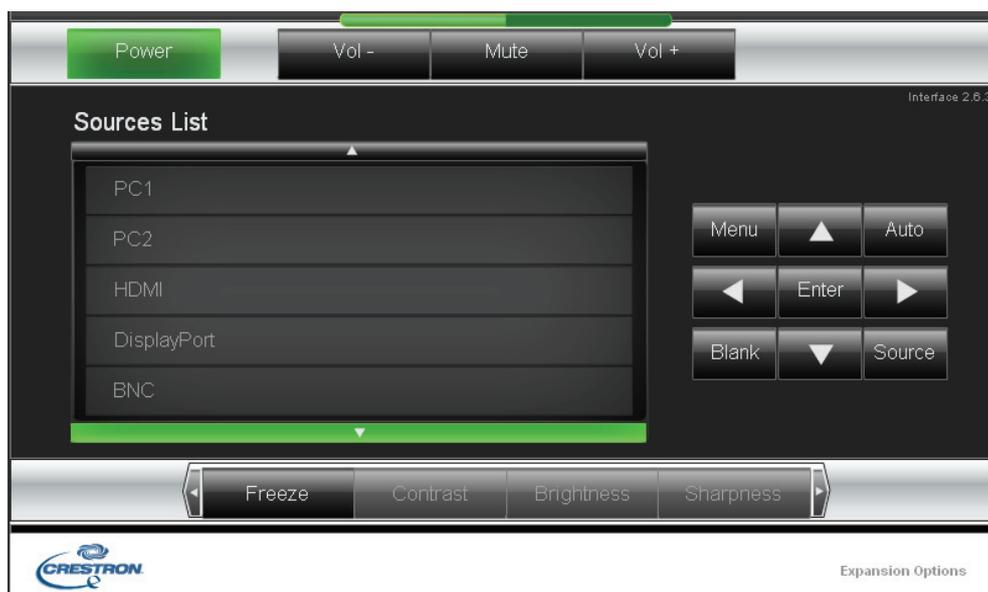 Power Vol - Mute Vol +
Interface 2.6.3
Sources List
PC1
PC2
HDMI
DisplayPort
BNC
Menu Auto
Enter
Blank Source
Freeze Contrast Brightness Sharpness
CRESTRON
Expansion Options